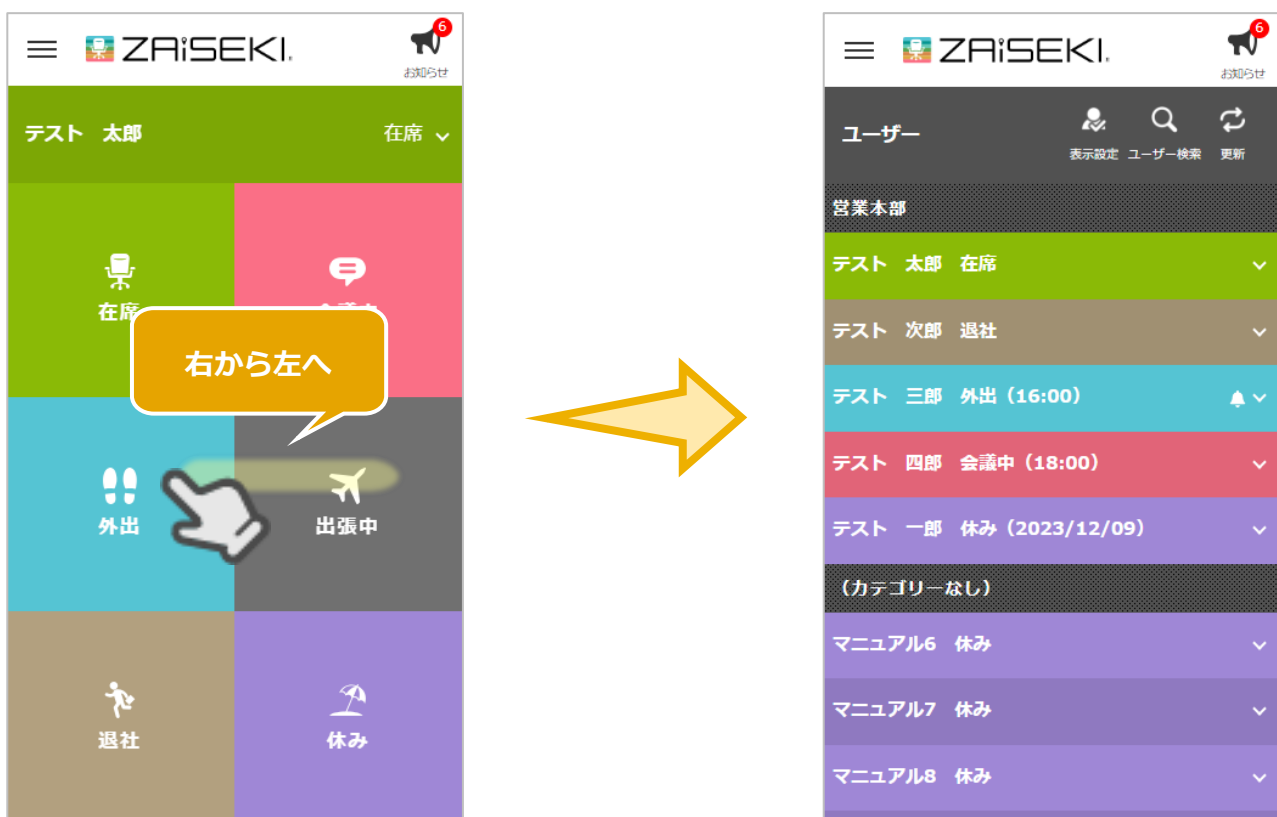 ZAiSEKI.
6
お知らせ
テスト　太郎
在席
在席
右から左へ
外出
出張中
退社
休み
ZAiSEKI.
6
お知らせ
ユーザー
表示設定
ユーザー検索
更新
営業本部
テスト　太郎　在席
テスト　次郎　退社
テスト　三郎　外出（16:00）
テスト　四郎　会議中（18:00）
テスト　一郎　休み（2023/12/09）
（カテゴリーなし）
マニュアル6　休み
マニュアル7　休み
マニュアル8　休み